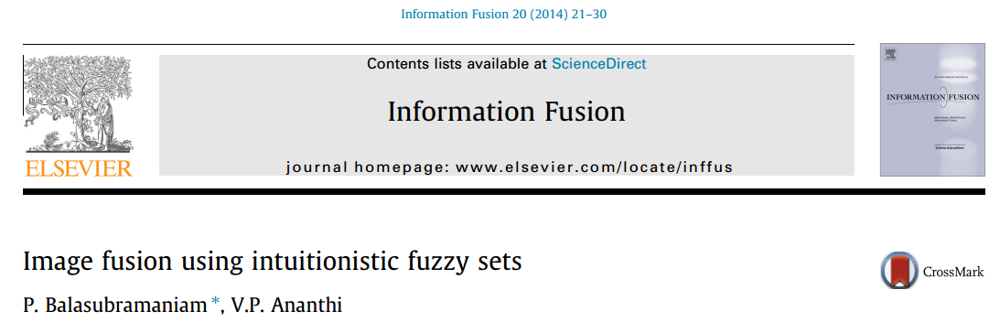 Information Fusion 20 (2014) 21–30
Contents lists available at ScienceDirect
Information Fusion
journal homepage: www.elsevier.com/locate/inffus
ELSEVIER
INFORMATION FUSION
Image fusion using intuitionistic fuzzy sets
CrossMark
P. Balasubramaniam *, V.P. Ananthi